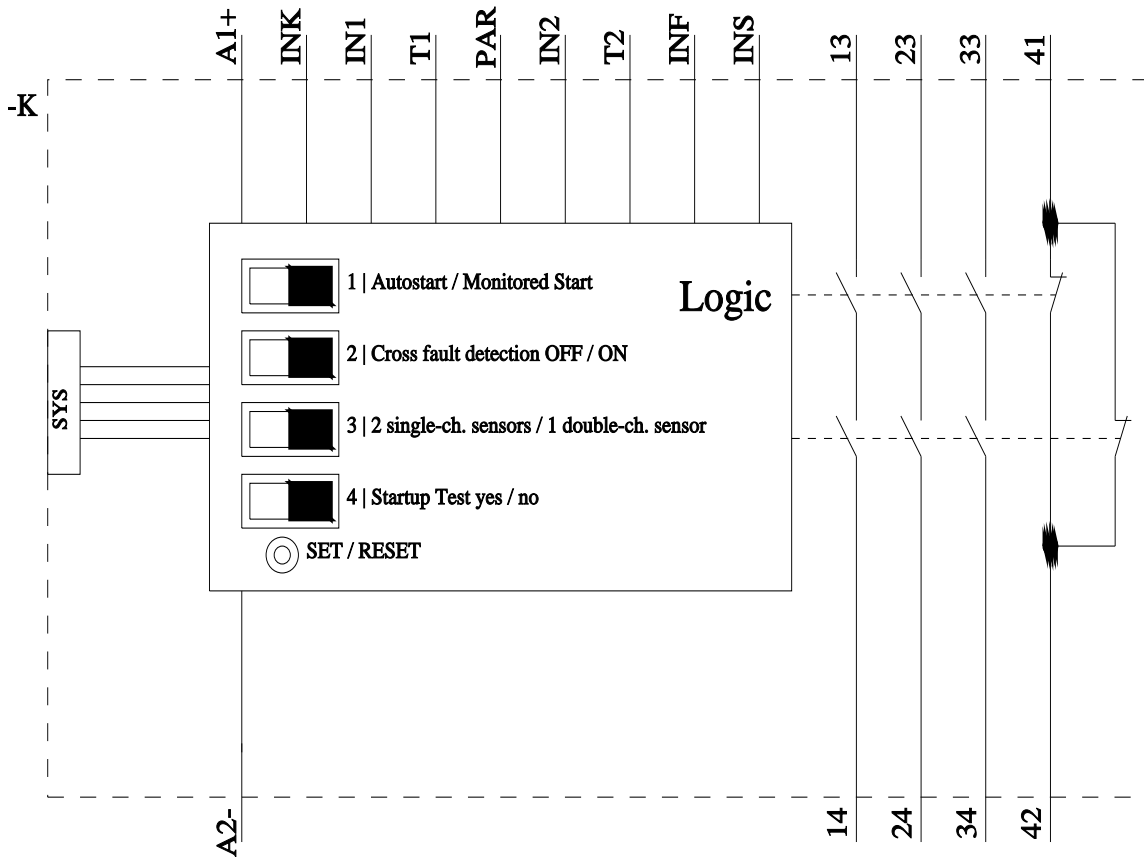 A1+
INK
IN1
T1
PAR
IN2
T2
INF
INS
13
23
33
41
-K
1 | Autostart / Monitored Start
Logic
2 | Cross fault detection OFF / ON
SYS
3 | 2 single-ch. sensors / 1 double-ch. sensor
4 | Startup Test yes / no
SET / RESET
A2-
14
24
34
42